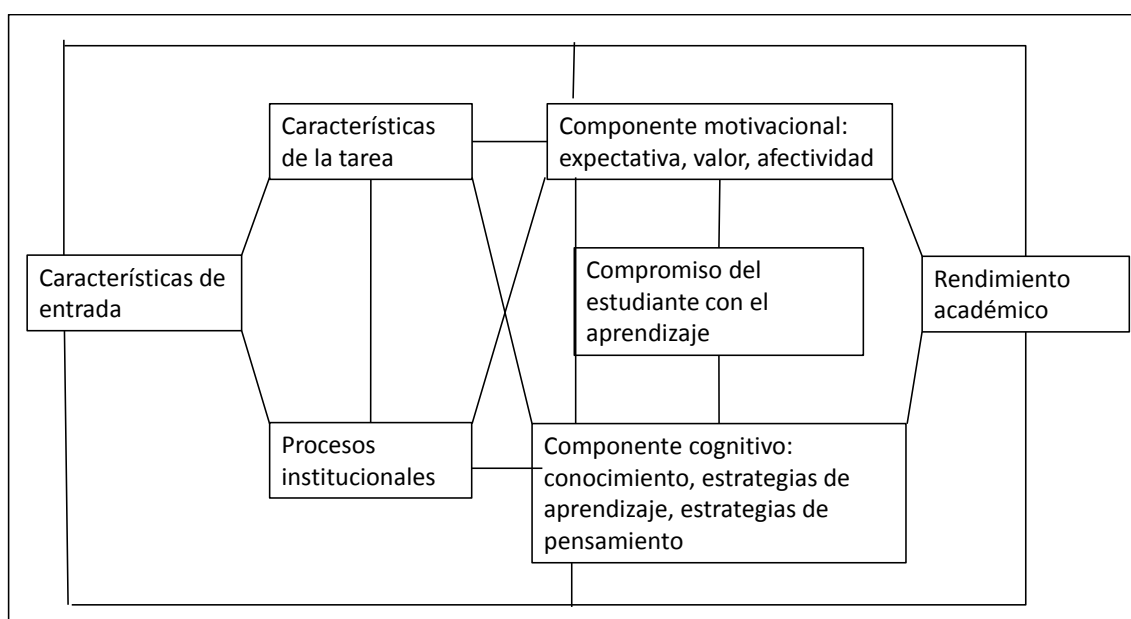 Características
de la tarea
Componente motivacional:
expectativa, valor, afectividad
Características de
entrada
Compromiso del
estudiante con el
aprendizaje
Rendimiento
académico
Procesos
institucionales
Componente cognitivo:
conocimiento, estrategias de
aprendizaje, estrategias de
pensamiento